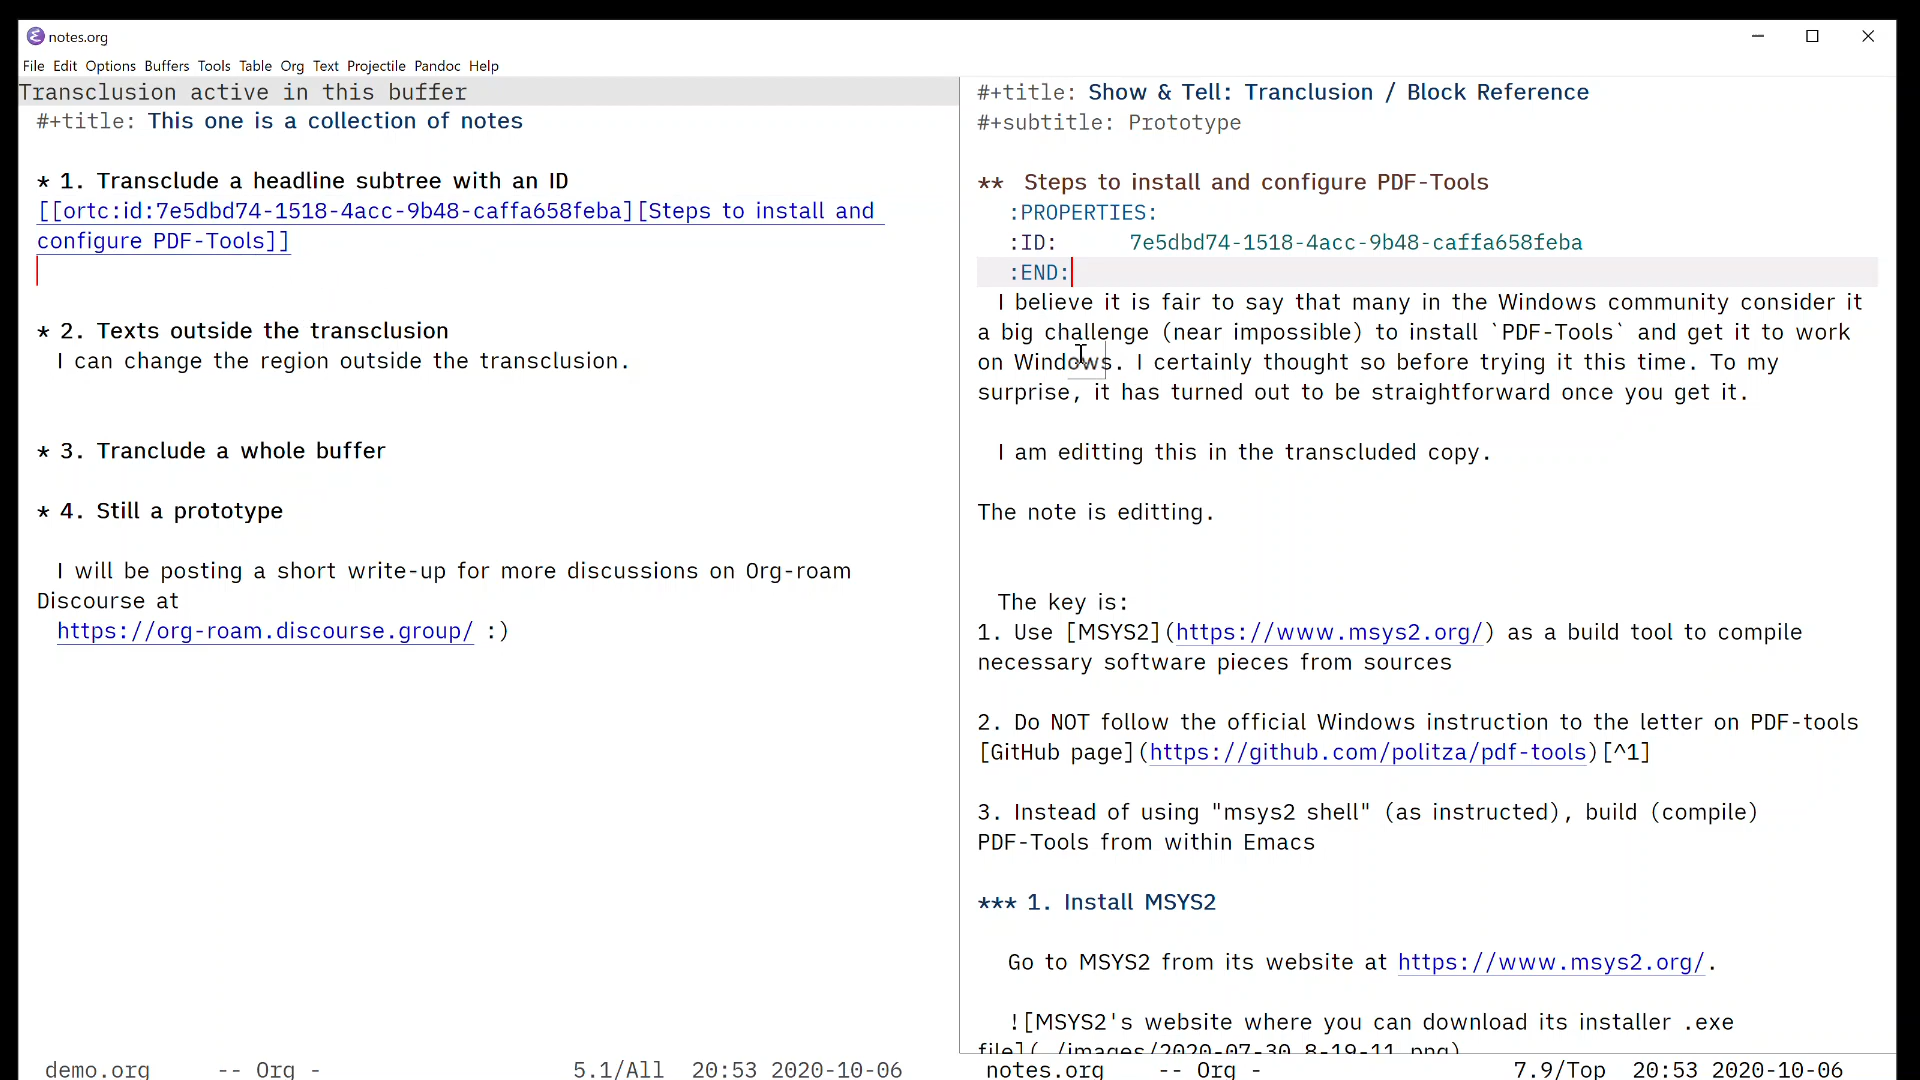 notes.org
File Edit Options Buffers Tools Table Org Text Projectile Pandoc Help
Transclusion active in this buffer
#+title: This one is a collection of notes
* 1. Transclude a headline subtree with an ID
[[ortc:id:7e5dbd74-1518-4acc-9b48-caffa658feba][Steps to install and
configure PDF-Tools]]
* 2. Texts outside the transclusion
I can change the region outside the transclusion.
* 3. Tranclude a whole buffer
* 4. Still a prototype
I will be posting a short write-up for more discussions on Org-roam
Discourse at
https://org-roam.discourse.group/ :)
demo.org -- Org - 5.1/All 20:53 2020-10-06
#+title: Show & Tell: Tranclusion / Block Reference
#+subtitle: Prototype
** Steps to install and configure PDF-Tools
:PROPERTIES:
:ID: 7e5dbd74-1518-4acc-9b48-caffa658feba
:END:
I believe it is fair to say that many in the Windows community consider it
a big challenge (near impossible) to install `PDF-Tools` and get it to work
on Windows. I certainly thought so before trying it this time. To my
surprise, it has turned out to be straightforward once you get it.
I am editting this in the transcluded copy.
The note is editting.
The key is:
1. Use [MSYS2](https://www.msys2.org/) as a build tool to compile
necessary software pieces from sources
2. Do NOT follow the official Windows instruction to the letter on PDF-tools
[GitHub page](https://github.com/politza/pdf-tools)[^1]
3. Instead of using "msys2 shell" (as instructed), build (compile)
PDF-Tools from within Emacs
*** 1. Install MSYS2
Go to MSYS2 from its website at https://www.msys2.org/.
![MSYS2's website where you can download its installer .exe
file](./images/2020-07-30_8-19-11.png)
notes.org -- Org - 7.9/Top 20:53 2020-10-06